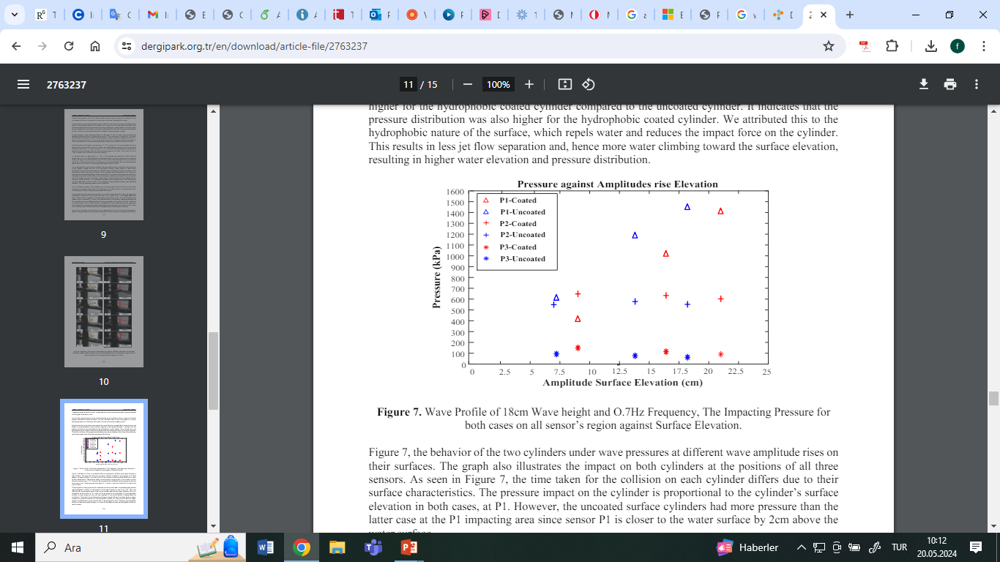 dergipark.org.tr/en/download/article-file/2763237
2763237
11 / 15
100%
9
10
11
higher for the hydrophobic coated cylinder compared to the uncoated cylinder. It indicates that the
pressure distribution was also higher for the hydrophobic coated cylinder. We attributed this to the
hydrophobic nature of the surface, which repels water and reduces the impact force on the cylinder.
This results in less jet flow separation and, hence more water climbing toward the surface elevation,
resulting in higher water elevation and pressure distribution.
Pressure against Amplitudes rise Elevation
1600
1500
1400
1300
1200
1100
1000
900
800
700
600
500
400
300
200
100
0
Pressure (kPa)
P1-Coated
P1-Uncoated
P2-Coated
P2-Uncoated
P3-Coated
P3-Uncoated
0 2.5 5 7.5 10 12.5 15 17.5 20 22.5 25
Amplitude Surface Elevation (cm)
Figure 7. Wave Profile of 18cm Wave height and O.7Hz Frequency, The Impacting Pressure for
both cases on all sensor's region against Surface Elevation.
Figure 7, the behavior of the two cylinders under wave pressures at different wave amplitude rises on
their surfaces. The graph also illustrates the impact on both cylinders at the positions of all three
sensors. As seen in Figure 7, the time taken for the collision on each cylinder differs due to their
surface characteristics. The pressure impact on the cylinder is proportional to the cylinder's surface
elevation in both cases, at P1. However, the uncoated surface cylinders had more pressure than the
latter case at the P1 impacting area since sensor P1 is closer to the water surface by 2cm above the
water surface
Ara
Haberler
TUR
10:12
20.05.2024